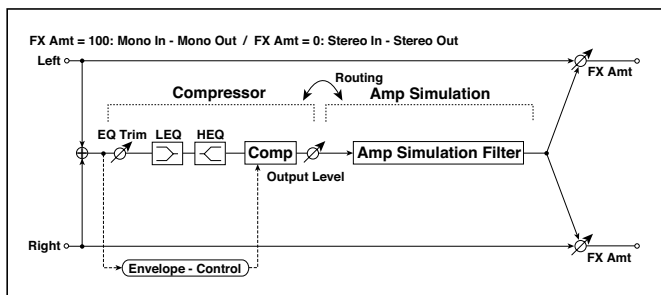 FX Amt = 100: Mono In - Mono Out / FX Amt = 0: Stereo In - Stereo Out
Left
FX Amt
Routing
Compressor
Amp Simulation
EQ Trim
LEQ
HEQ
Comp
Output Level
Amp Simulation Filter
Right
FX Amt
Envelope - Control